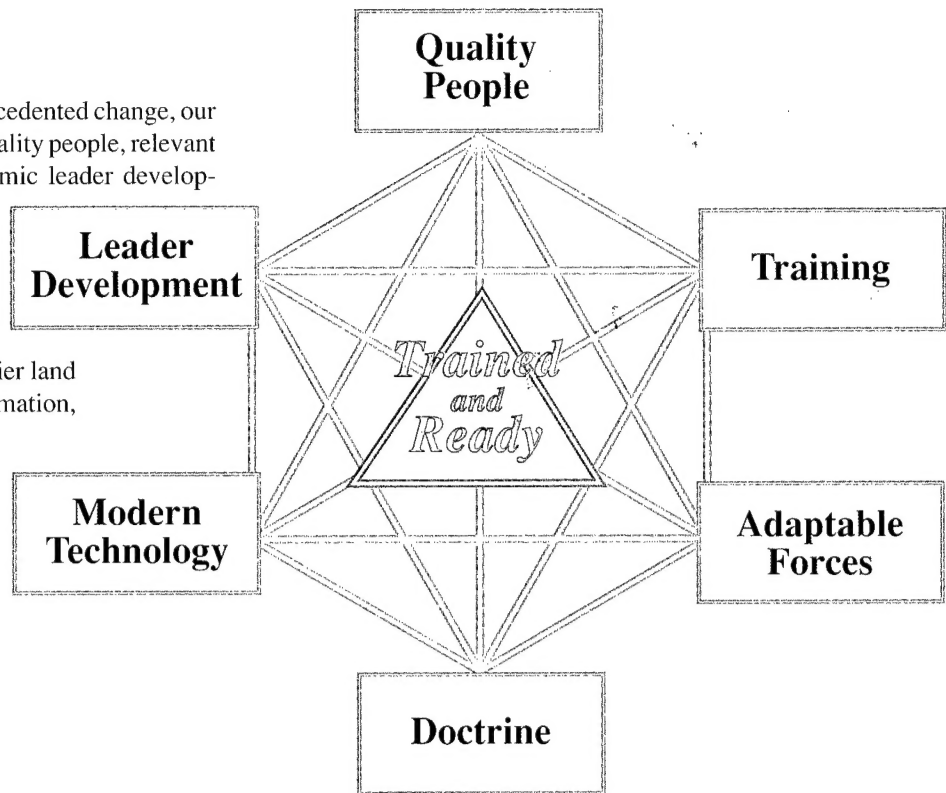 cedented change, our
ality people, relevant
mic leader develop-
ier land
mation,
Quality
People
Leader
Development
Training
Trained
and
Ready
Modern
Technology
Adaptable
Forces
Doctrine